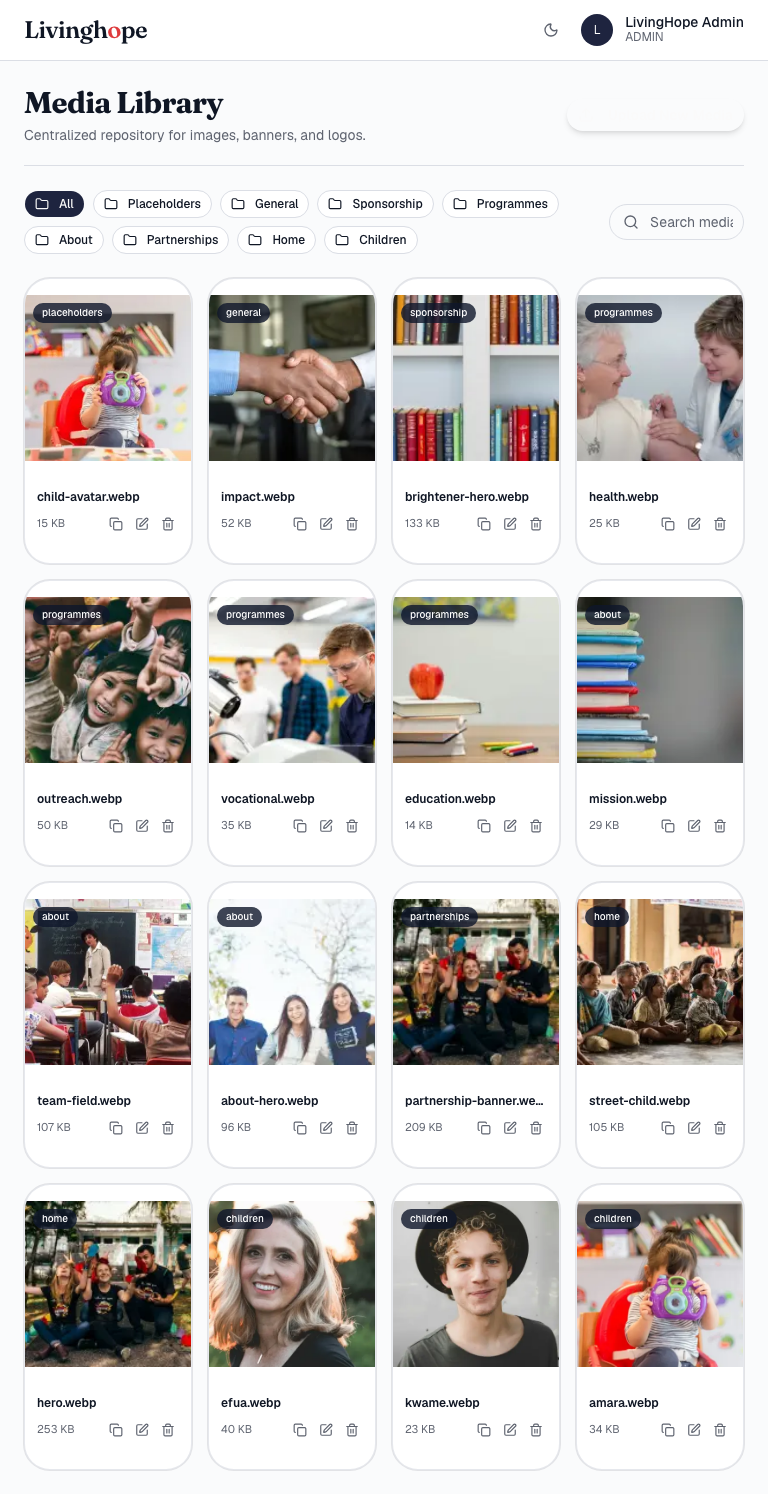 Livinghope
L
LivingHope Admin
ADMIN
Media Library
Centralized repository for images, banners, and logos.
All
Placeholders
General
Sponsorship
Programmes
About
Partnerships
Home
Children
Search media
placeholders
general
sponsorship
programmes
child-avatar.webp
impact.webp
brightener-hero.webp
health.webp
15 KB
52 KB
133 KB
25 KB
programmes
programmes
programmes
about
outreach.webp
vocational.webp
education.webp
mission.webp
50 KB
35 KB
14 KB
29 KB
about
about
partnerships
home
team-field.webp
about-hero.webp
partnership-banner.we...
street-child.webp
107 KB
96 KB
209 KB
105 KB
home
children
children
children
hero.webp
efua.webp
kwame.webp
amara.webp
253 KB
40 KB
23 KB
34 KB